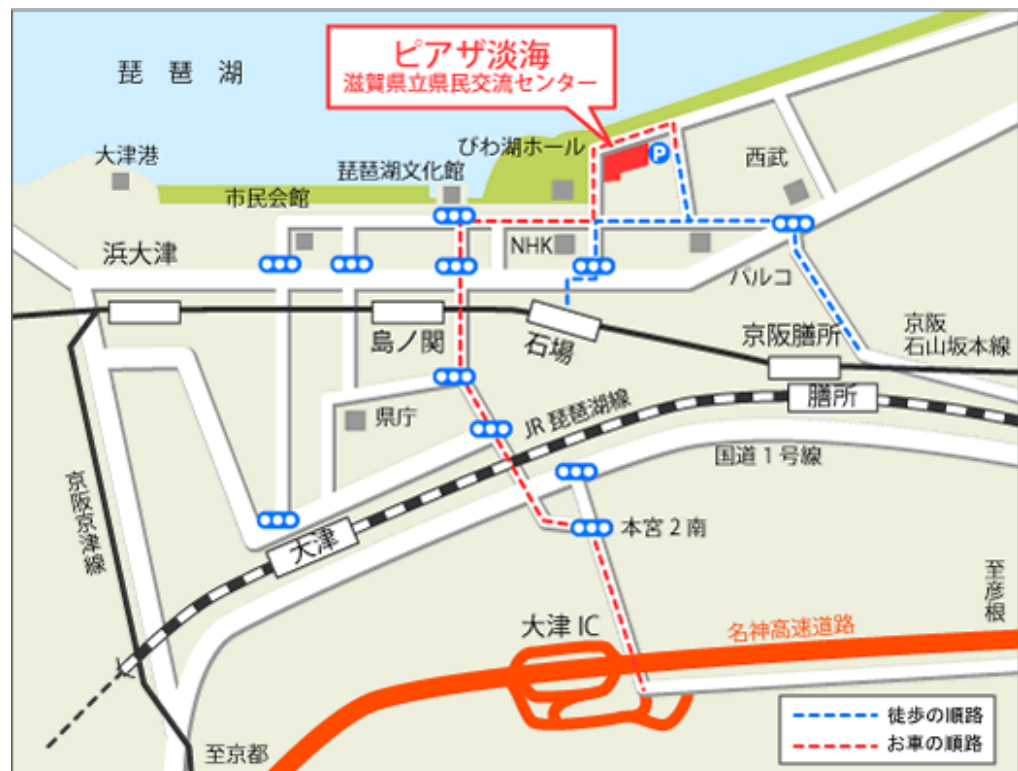 ピアザ淡海
滋賀県立県民交流センター
琵琶湖
大津港
琵琶湖文化館
びわ湖ホール
P
西武
市民会館
浜大津
NHK
パルコ
島ノ関
石場
京阪膳所
京阪
石山坂本線
膳所
県庁
JR琵琶湖線
国道1号線
京阪京津線
大津
本宮2南
至彦根
大津IC
名神高速道路
至京都
徒歩の順路
お車の順路